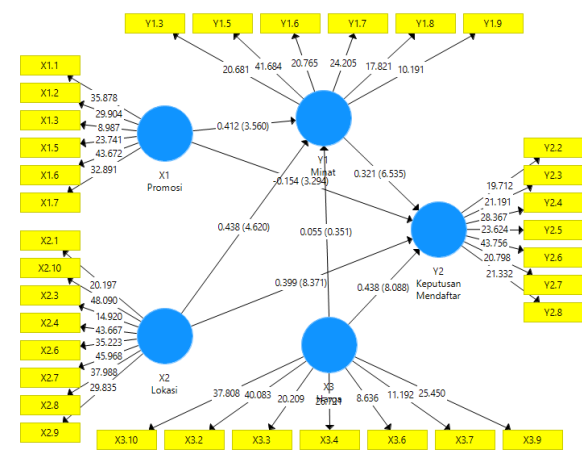 Y1.3
Y1.5
Y1.6
Y1.7
Y1.8
Y1.9
20.681
41.684
20.765
24.205
17.821
10.191
X1.1
X1.2
X1.3
X1.5
X1.6
X1.7
35.878
29.904
8.987
23.741
43.672
32.891
X1
Promosi
0.412 (3.560)
Y1
Minat
-0.154 (3.294)
0.321 (6.535)
0.438 (4.620)
0.055 (0.351)
0.399 (8.371)
0.438 (8.088)
Y2
Keputusan
Mendaftar
19.712
21.191
28.367
23.624
43.756
20.798
21.332
Y2.2
Y2.3
Y2.4
Y2.5
Y2.6
Y2.7
Y2.8
X2.1
X2.10
X2.3
X2.4
X2.6
X2.7
X2.8
X2.9
20.197
48.090
14.920
43.667
35.223
45.968
37.988
29.835
X2
Lokasi
X3
37.808
40.083
20.209
8.636
11.192
25.450
X3.10
X3.2
X3.3
X3.4
X3.6
X3.7
X3.9